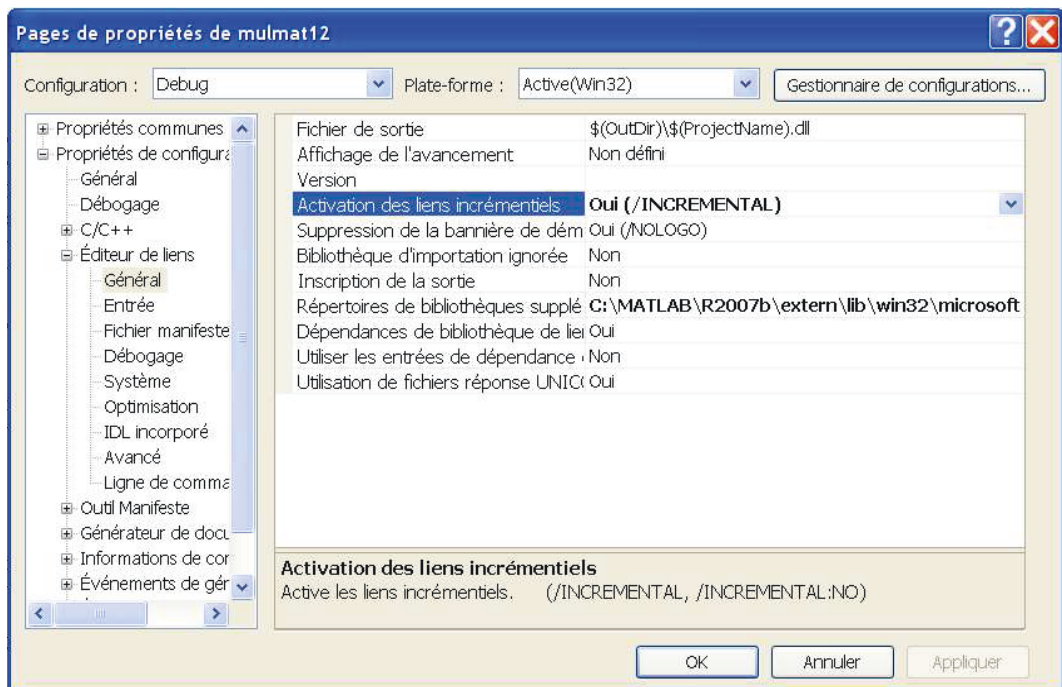 Pages de propriétés de mulmat12
Configuration : Debug Plate-forme : Active(Win32) Gestionnaire de configurations...
Propriétés communes
Propriétés de configura
Général
Débogage
C/C++
Éditeur de liens
Général
Entrée
Fichier manifeste
Débogage
Système
Optimisation
IDL incorporé
Avancé
Ligne de comma
Outil Manifeste
Générateur de docu
Informations de cor
Événements de gér
Fichier de sortie $(OutDir)\$(ProjectName).dll
Affichage de l'avancement Non défini
Version
Activation des liens incrémentiels Oui (/INCREMENTAL)
Suppression de la bannière de dém Oui (/NOLOGO)
Bibliothèque d'importation ignorée Non
Inscription de la sortie Non
Répertoires de bibliothèques supplé C:\MATLAB\R2007b\extern\lib\win32\microsoft
Dépendances de bibliothèque de lier Oui
Utiliser les entrées de dépendance Non
Utilisation de fichiers réponse UNIC( Oui
Activation des liens incrémentiels
Active les liens incrémentiels. (/INCREMENTAL, /INCREMENTAL:NO)
OK Annuler Appliquer